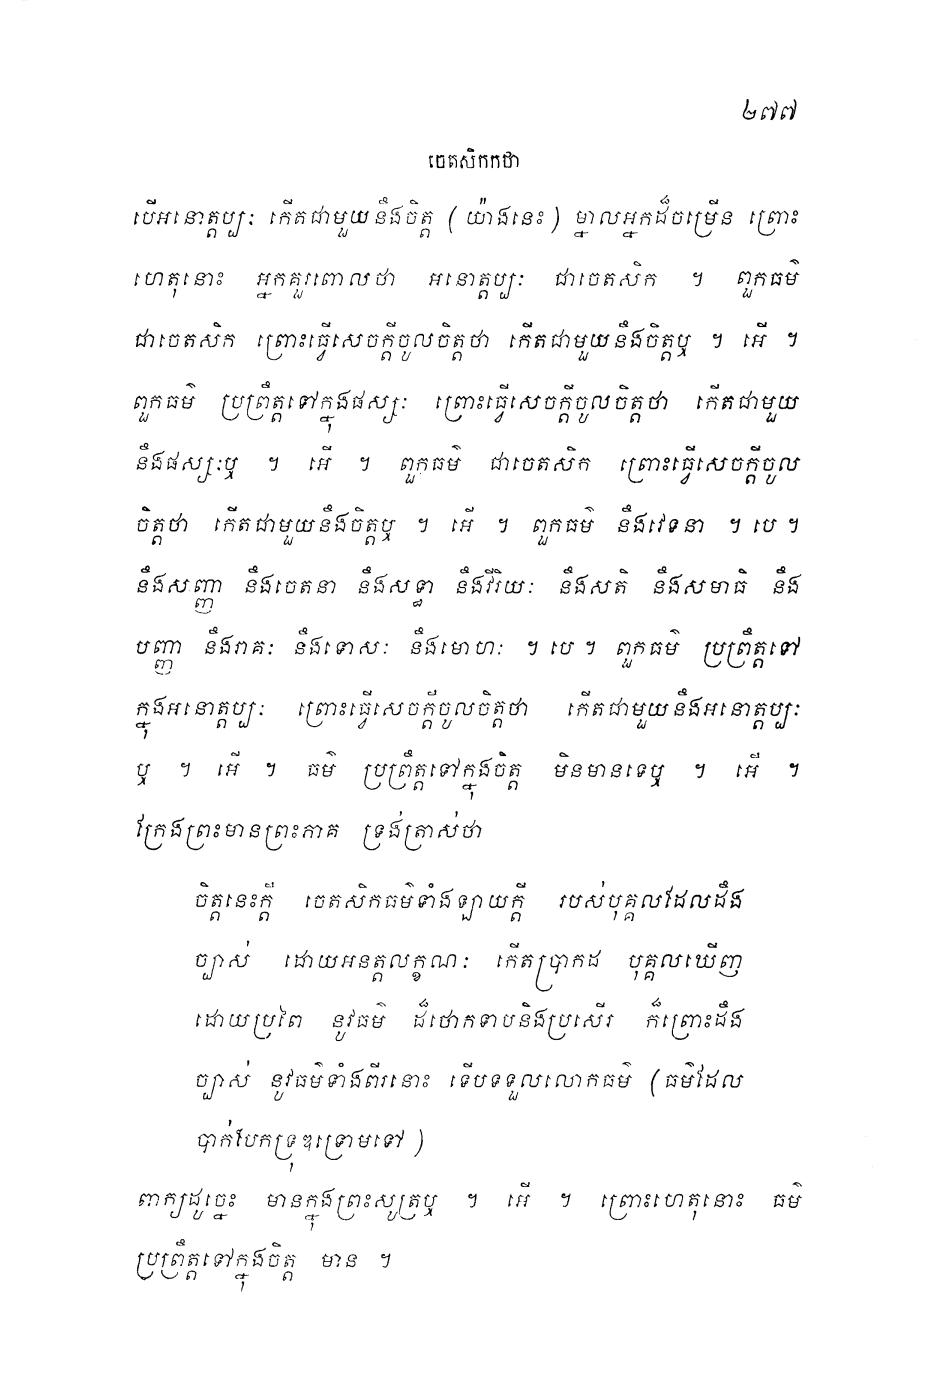 ២៧៧
ចេតសិកកថា
បើអនោត្តប្បៈ កើតជាមួយនឹងចិត្ត ( យ៉ាងនេះ ) ម្នាលអ្នកដ៏ចម្រើន ព្រោះ
ហេតុនោះ អ្នកគួរពោលថា អនោត្តប្បៈ ជាចេតសិក ។ ពួកធម៌
ជាចេតសិក ព្រោះធ្វើសេចក្តីចូលចិត្តថា កើតជាមួយនឹងចិត្តឬ ។ អើ ។
ពួកធម៌ ប្រព្រឹត្តទៅក្នុងផស្សៈ ព្រោះធ្វើសេចក្តីចូលចិត្តថា កើតជាមួយ
នឹងផស្សៈឬ ។ អើ ។ ពួកធម៌ ជាចេតសិក ព្រោះធ្វើសេចក្តីចូល
ចិត្តថា កើតជាមួយនឹងចិត្តឬ ។ អើ ។ ពួកធម៌ នឹងវេទនា ។ បេ ។
នឹងសញ្ញា នឹងចេតនា នឹងសទ្ធា នឹងវីរិយៈ នឹងសតិ នឹងសមាធិ នឹង
បញ្ញា នឹងរាគៈ នឹងទោសៈ នឹងមោហៈ ។ បេ ។ ពួកធម៌ ប្រព្រឹត្តទៅ
ក្នុងអនោត្តប្បៈ ព្រោះធ្វើសេចក្តីចូលចិត្តថា កើតជាមួយនឹងអនោត្តប្បៈ
ឬ ។ អើ ។ ធម៌ ប្រព្រឹត្តទៅក្នុងចិត្ត មិនមានទេឬ ។ អើ ។
ក្រែងព្រះមានព្រះភាគ ទ្រង់ត្រាស់ថា
ចិត្តនេះក្តី ចេតសិកធម៌ទាំងឡាយក្តី របស់បុគ្គលដែលដឹង
ច្បាស់ ដោយអនត្តលក្ខណៈ កើតប្រាកដ បុគ្គលឃើញ
ដោយប្រពៃ នូវធម៌ ដ៏ថោកទាបនិងប្រសើរ ក៏ព្រោះដឹង
ច្បាស់ នូវធម៌ទាំងពីរនោះ ទើបទទួលលោកធម៌ (ធម៌ដែល
បាក់បែកទ្រុឌទ្រោមទៅ )
ពាក្យដូច្នេះ មានក្នុងព្រះសូត្រឬ ។ អើ ។ ព្រោះហេតុនោះ ធម៌
ប្រព្រឹត្តទៅក្នុងចិត្ត មាន ។